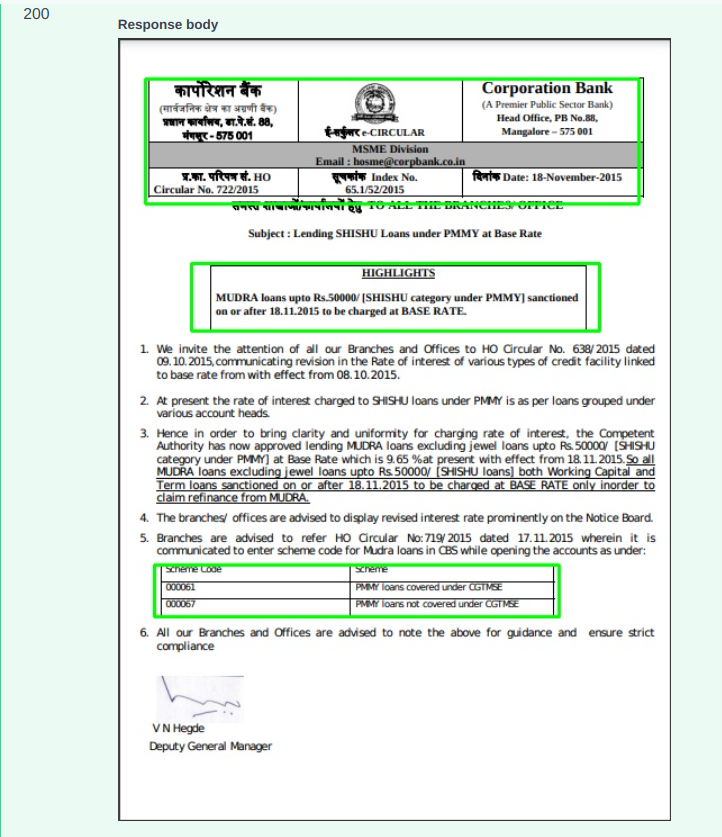 200
Response body
कार्पोरेशन बैंक
(सार्वजनिक क्षेत्र का अग्रणी बैंक)
प्रधान कार्यालय, डा.पे.सं. 88,
मंगलूर - 575 001
ई-सर्कुलर e-CIRCULAR
Corporation Bank
(A Premier Public Sector Bank)
Head Office, PB No.88,
Mangalore – 575 001
MSME Division
Email : hosme@corpbank.co.in
प्र.का. परिपत्र सं. HO
Circular No. 722/2015
सूचकांक Index No.
65.1/52/2015
दिनांक Date: 18-November-2015
समस्त शाखाओं/कार्यालयों हेतु TO ALL THE BRANCHES/ OFFICE
Subject : Lending SHISHU Loans under PMMY at Base Rate
HIGHLIGHTS
MUDRA loans upto Rs.50000/ [SHISHU category under PMMY] sanctioned
on or after 18.11.2015 to be charged at BASE RATE.
1. We invite the attention of all our Branches and Offices to HO Circular No. 638/2015 dated
09.10.2015,communicating revision in the Rate of interest of various types of credit facility linked
to base rate from with effect from 08.10.2015.
2. At present the rate of interest charged to SHISHU loans under PMMY is as per loans grouped under
various account heads.
3. Hence in order to bring clarity and uniformity for charging rate of interest, the Competent
Authority has now approved lending MUDRA loans excluding jewel loans upto Rs.50000/ [SHISHU
category under PMMY] at Base Rate which is 9.65 %at present with effect from 18.11.2015.So all
MUDRA loans excluding jewel loans upto Rs.50000/ [SHISHU loans] both Working Capital and
Term loans sanctioned on or after 18.11.2015 to be charged at BASE RATE only inorder to
claim refinance from MUDRA.
4. The branches/ offices are advised to display revised interest rate prominently on the Notice Board.
5. Branches are advised to refer HO Circular No:719/2015 dated 17.11.2015 wherein it is
communicated to enter scheme code for Mudra loans in CBS while opening the accounts as under:
Scheme Code Scheme
000061 PMMY loans covered under CGTMSE
000067 PMMY loans not covered under CGTMSE
6. All our Branches and Offices are advised to note the above for guidance and ensure strict
compliance
V N Hegde
Deputy General Manager